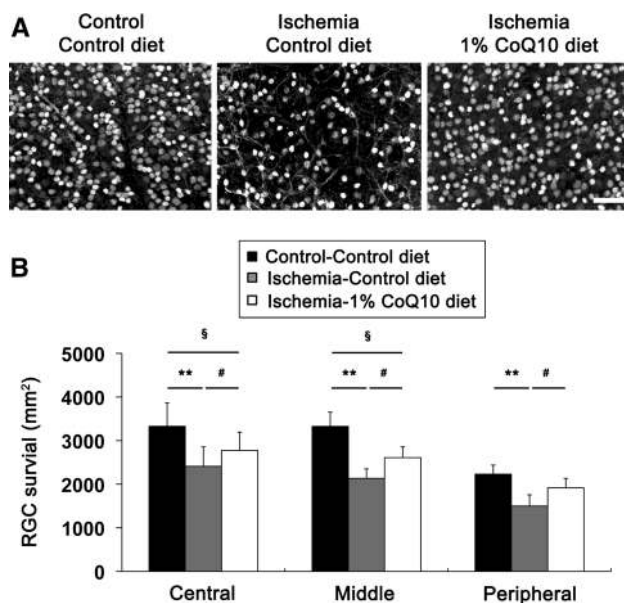 A
Control
Control diet
Ischemia
Control diet
Ischemia
1% CoQ10 diet
B
Control-Control diet
Ischemia-Control diet
Ischemia-1% CoQ10 diet
§
§
** #
** #
** #
RGC survial (mm²)
5000
4000
3000
2000
1000
0
Central
Middle
Peripheral